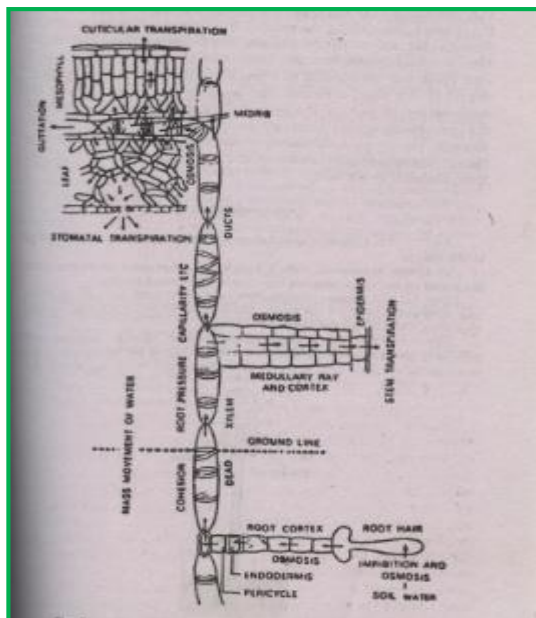 CUTICULAR TRANSPIRATION
MESOPHYLL
GUTTATION
LEAF
MIDRIB
OSMOSIS
STOMATAL TRANSPIRATION
DUCTS
CAPILLARITY ETC
OSMOSIS
EPIDERMIS
STEM TRANSPIRATION
MEDULLARY RAY
AND CORTEX
ROOT PRESSURE
XYLEM
MASS MOVEMENT OF WATER
GROUND LINE
COHESION
DEAD
ROOT CORTEX
ROOT HAIR
OSMOSIS
IMBIBITION AND
OSMOSIS
SOIL WATER
ENDODERMIS
PERICYCLE